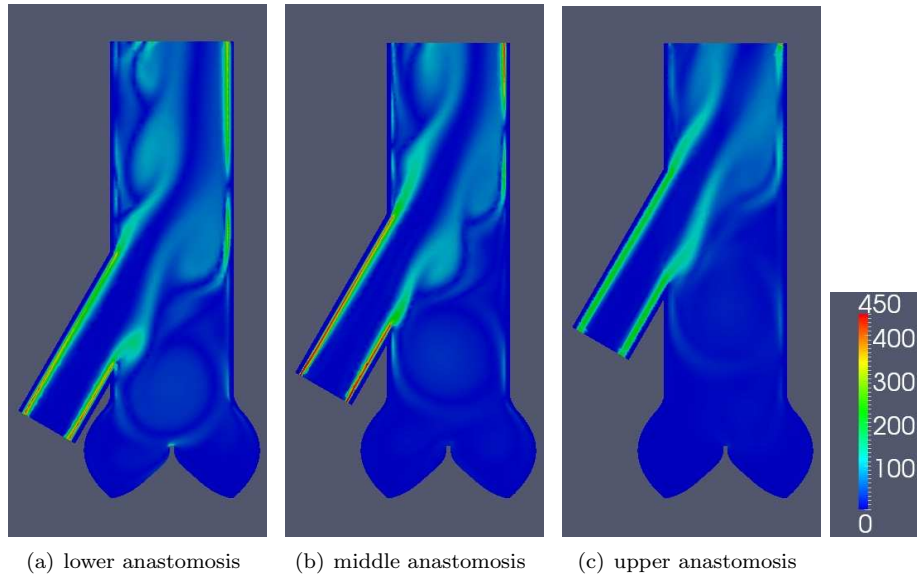 450
400
300
200
100
0
(a) lower anastomosis
(b) middle anastomosis
(c) upper anastomosis